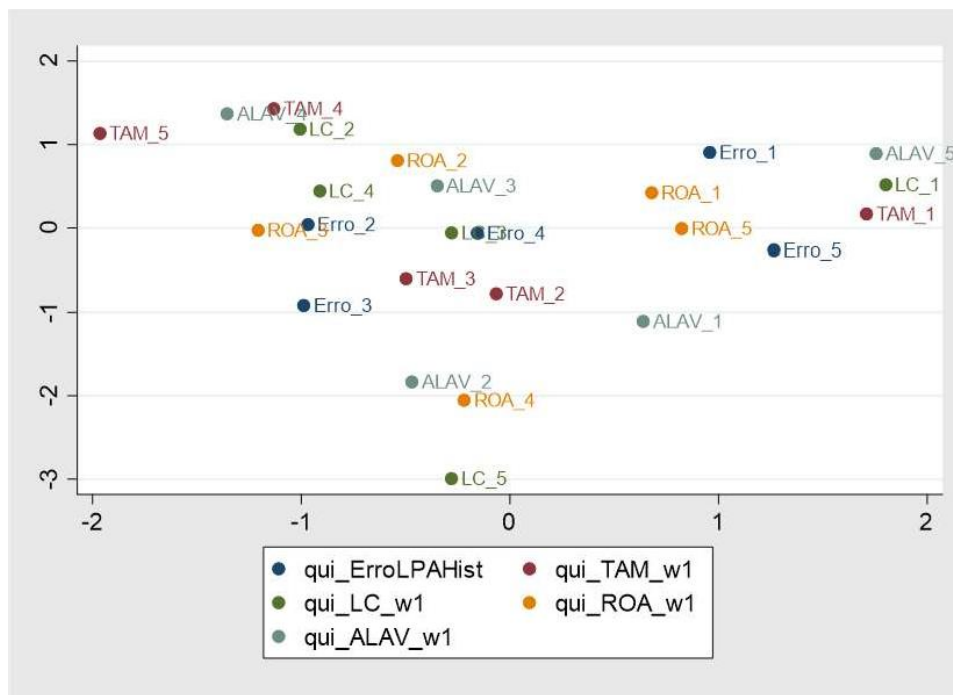 2
TAM_4
ALAV_4
LC_2
TAM_5
1
Erro_1
ALAV_5
ROA_2
ALAV_3
LC_1
LC_4
ROA_1
TAM_1
0
Erro_2
ROA_3
LC_3
Erro_4
ROA_5
Erro_5
TAM_3
TAM_2
Erro_3
-1
ALAV_1
ALAV_2
-2
ROA_4
-3
LC_5
-2 -1 0 1 2
qui_ErroLPAHist qui_TAM_w1
qui_LC_w1 qui_ROA_w1
qui_ALAV_w1